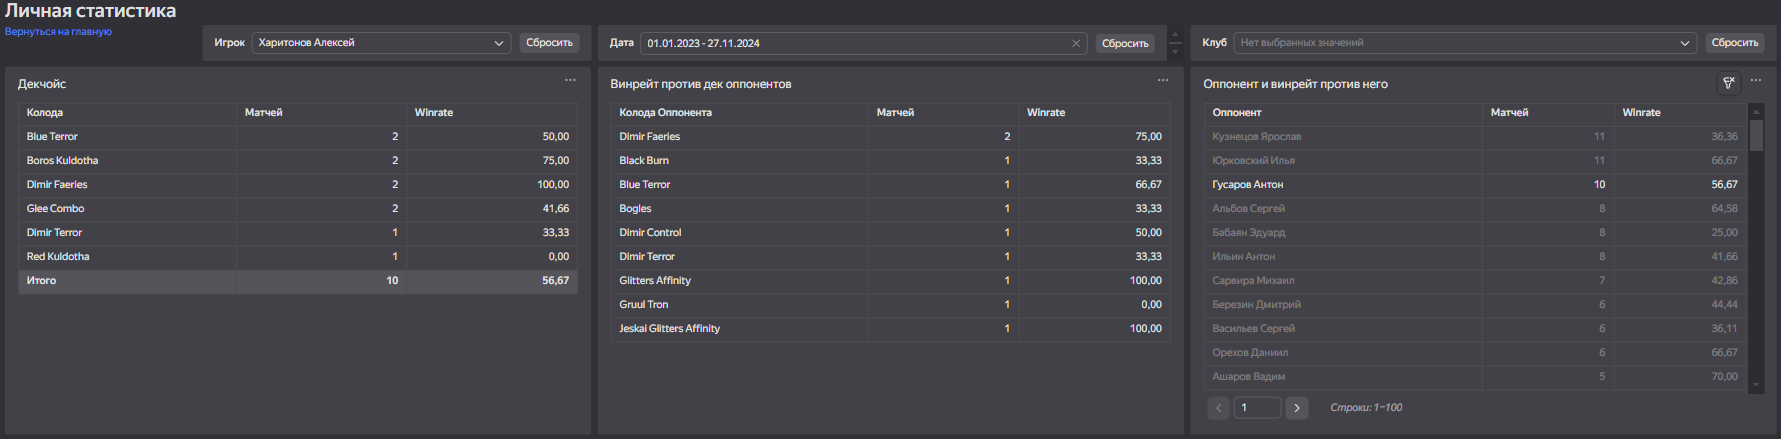 Личная статистика
Вернуться на главную
Игрок Харитонов Алексей Сбросить
Дата 01.01.2023 - 27.11.2024 Сбросить
Клуб Нет выбранных значений Сбросить
Декчойс
Колода Матчей Winrate
Blue Terror 2 50,00
Boros Kuldotha 2 75,00
Dimir Faeries 2 100,00
Glee Combo 2 41,66
Dimir Terror 1 33,33
Red Kuldotha 1 0,00
Итого 10 56,67
Винрейт против дек оппонентов
Колода Оппонента Матчей Winrate
Dimir Faeries 2 75,00
Black Burn 1 33,33
Blue Terror 1 66,67
Bogles 1 33,33
Dimir Control 1 50,00
Dimir Terror 1 33,33
Glitters Affinity 1 100,00
Gruul Tron 1 0,00
Jeskai Glitters Affinity 1 100,00
Оппонент и винрейт против него
Оппонент Матчей Winrate
Кузнецов Ярослав 11 36,36
Юрковский Илья 11 66,67
Гусаров Антон 10 56,67
Альбов Сергей 8 64,58
Бабаян Эдуард 8 25,00
Ильин Антон 8 41,66
Сарвира Михаил 7 42,86
Березин Дмитрий 6 44,44
Васильев Сергей 6 36,11
Орехов Даниил 6 66,67
Ашаров Вадим 5 70,00
1 Строки: 1–100